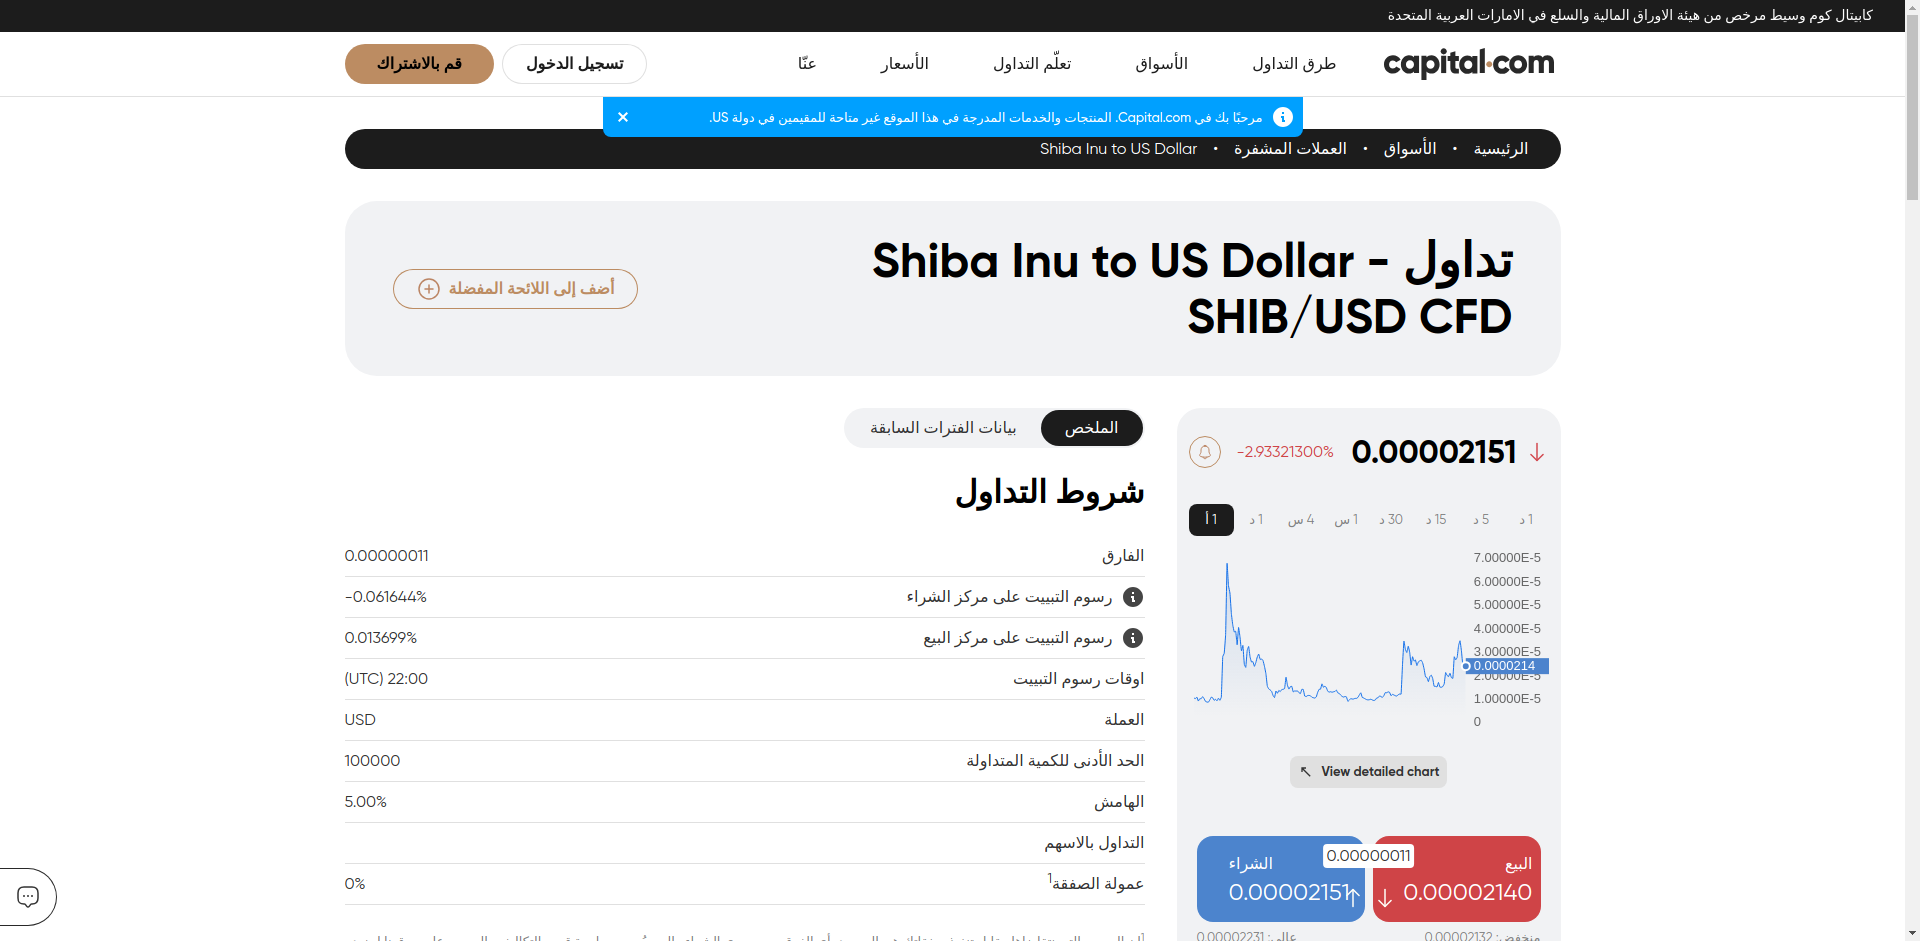 كابيتال كوم وسيط مرخص من هيئة الاوراق المالية والسلع في الامارات العربية المتحدة
capital.com
طرق التداول
الأسواق
تعلّم التداول
الأسعار
عنّا
تسجيل الدخول
قم بالاشتراك
مرحبًا بك في Capital.com. المنتجات والخدمات المدرجة في هذا الموقع غير متاحة للمقيمين في دولة US.
الرئيسية • الأسواق • العملات المشفرة • Shiba Inu to US Dollar
تداول Shiba Inu to US Dollar -
SHIB/USD CFD
أضف إلى اللائحة المفضلة
0.00002151
-2.93321300%
1 د
5 د
15 د
30 د
1 س
4 س
1 د
1 أ
7.00000E-5
6.00000E-5
5.00000E-5
4.00000E-5
3.00000E-5
0.0000214
2.00000E-5
1.00000E-5
0
View detailed chart
البيع
0.00002140
0.00000011
الشراء
0.00002151
منخفض: 0.00002132
عالي: 0.00002231
الملخص
بيانات الفترات السابقة
شروط التداول
الفارق 0.00000011
رسوم التبييت على مركز الشراء -0.061644%
رسوم التبييت على مركز البيع 0.013699%
اوقات رسوم التبييت 22:00 (UTC)
العملة USD
الحد الأدنى للكمية المتداولة 100000
الهامش 5.00%
التداول بالاسهم
عمولة الصفقة1 0%